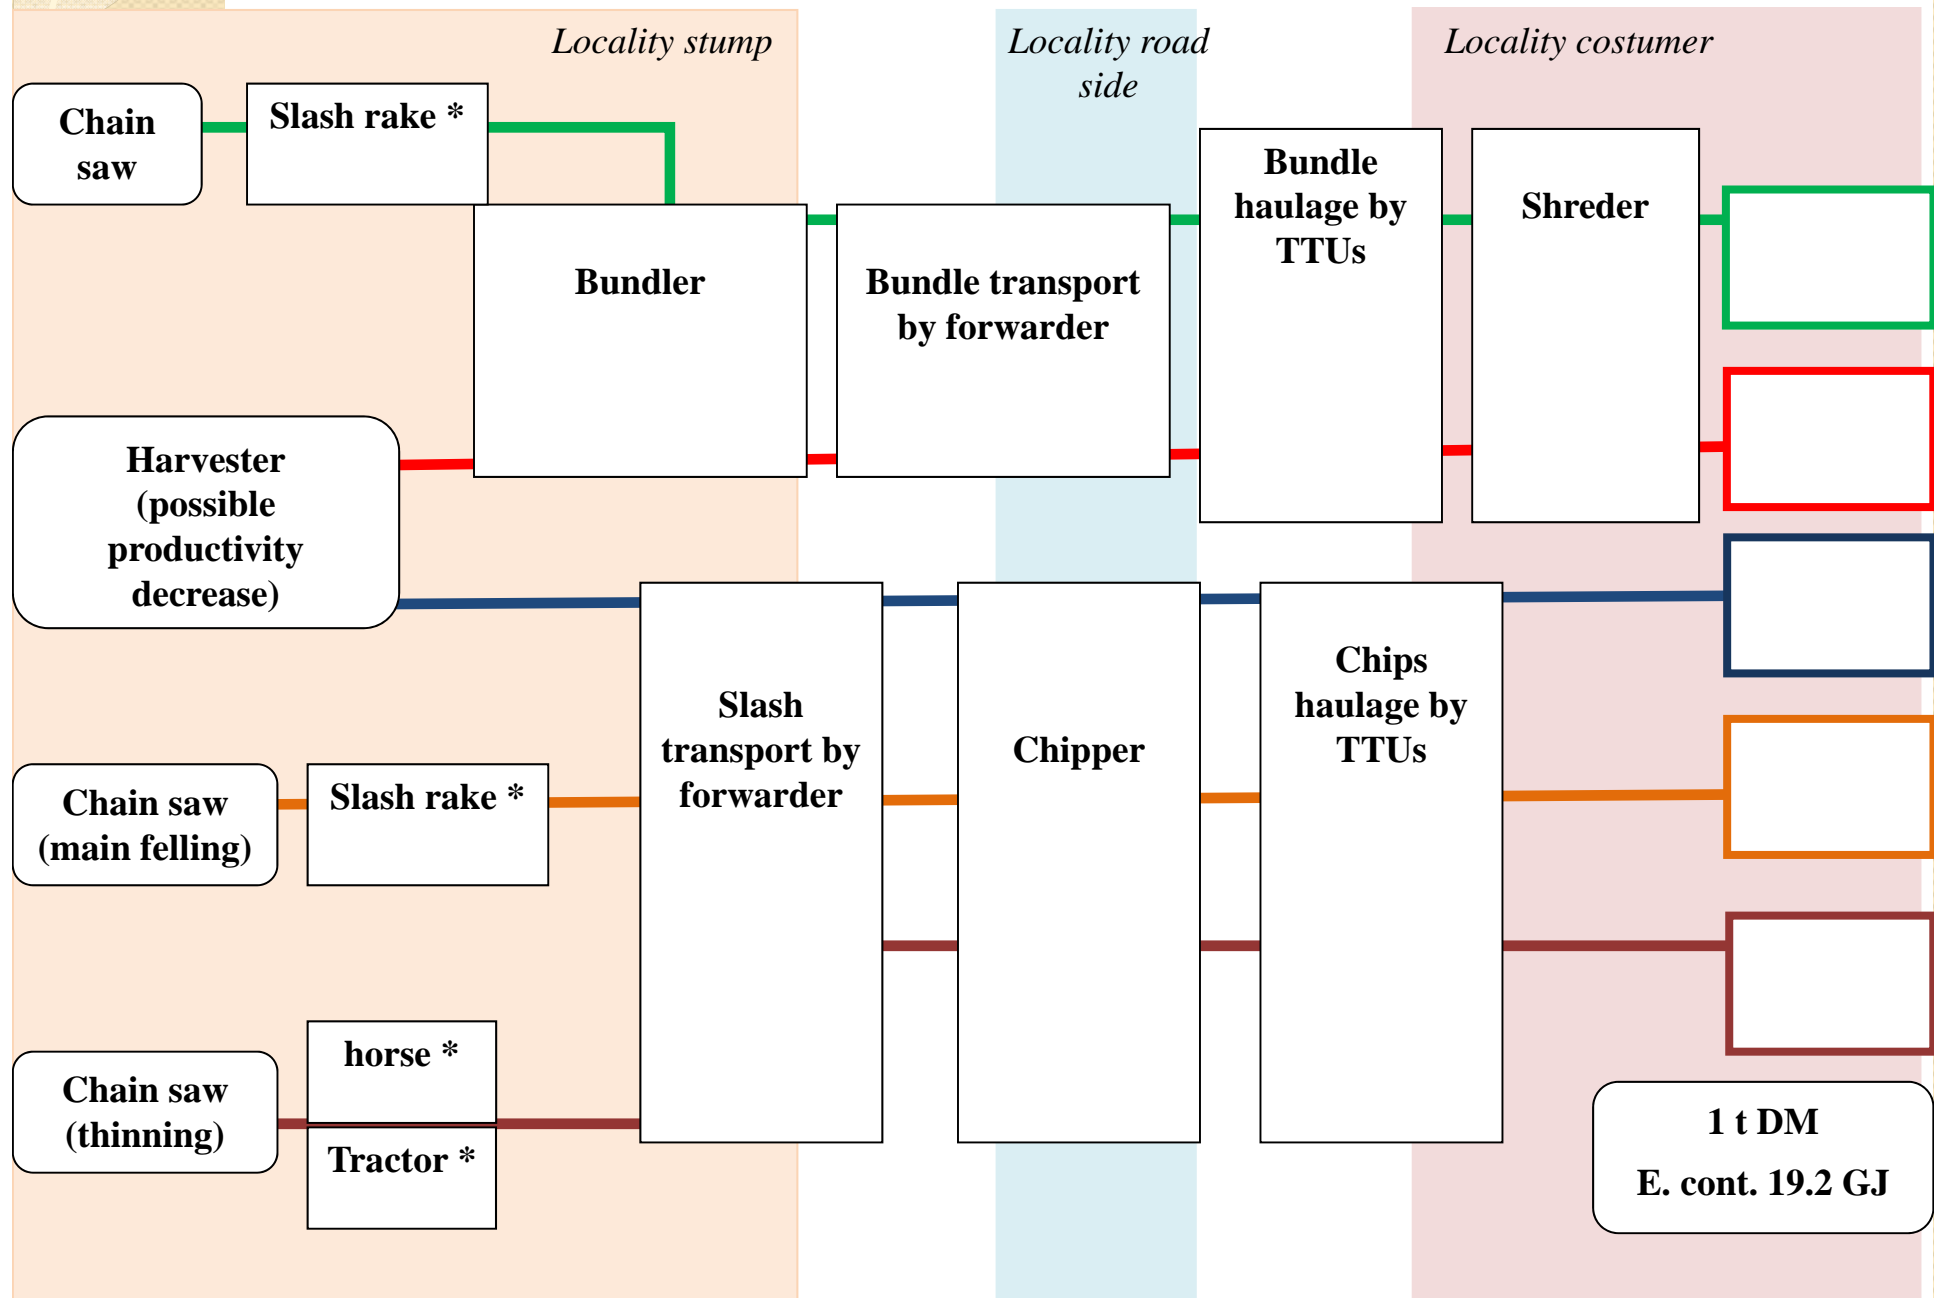 Locality stump
Locality road
side
Locality costumer
Chain
saw
Slash rake *
Bundler
Bundle transport
by forwarder
Bundle
haulage by
TTUs
Shreder
Harvester
(possible
productivity
decrease)
Slash
transport by
forwarder
Chipper
Chips
haulage by
TTUs
Chain saw
(main felling)
Slash rake *
Chain saw
(thinning)
horse *
Tractor *
1 t DM
E. cont. 19.2 GJ